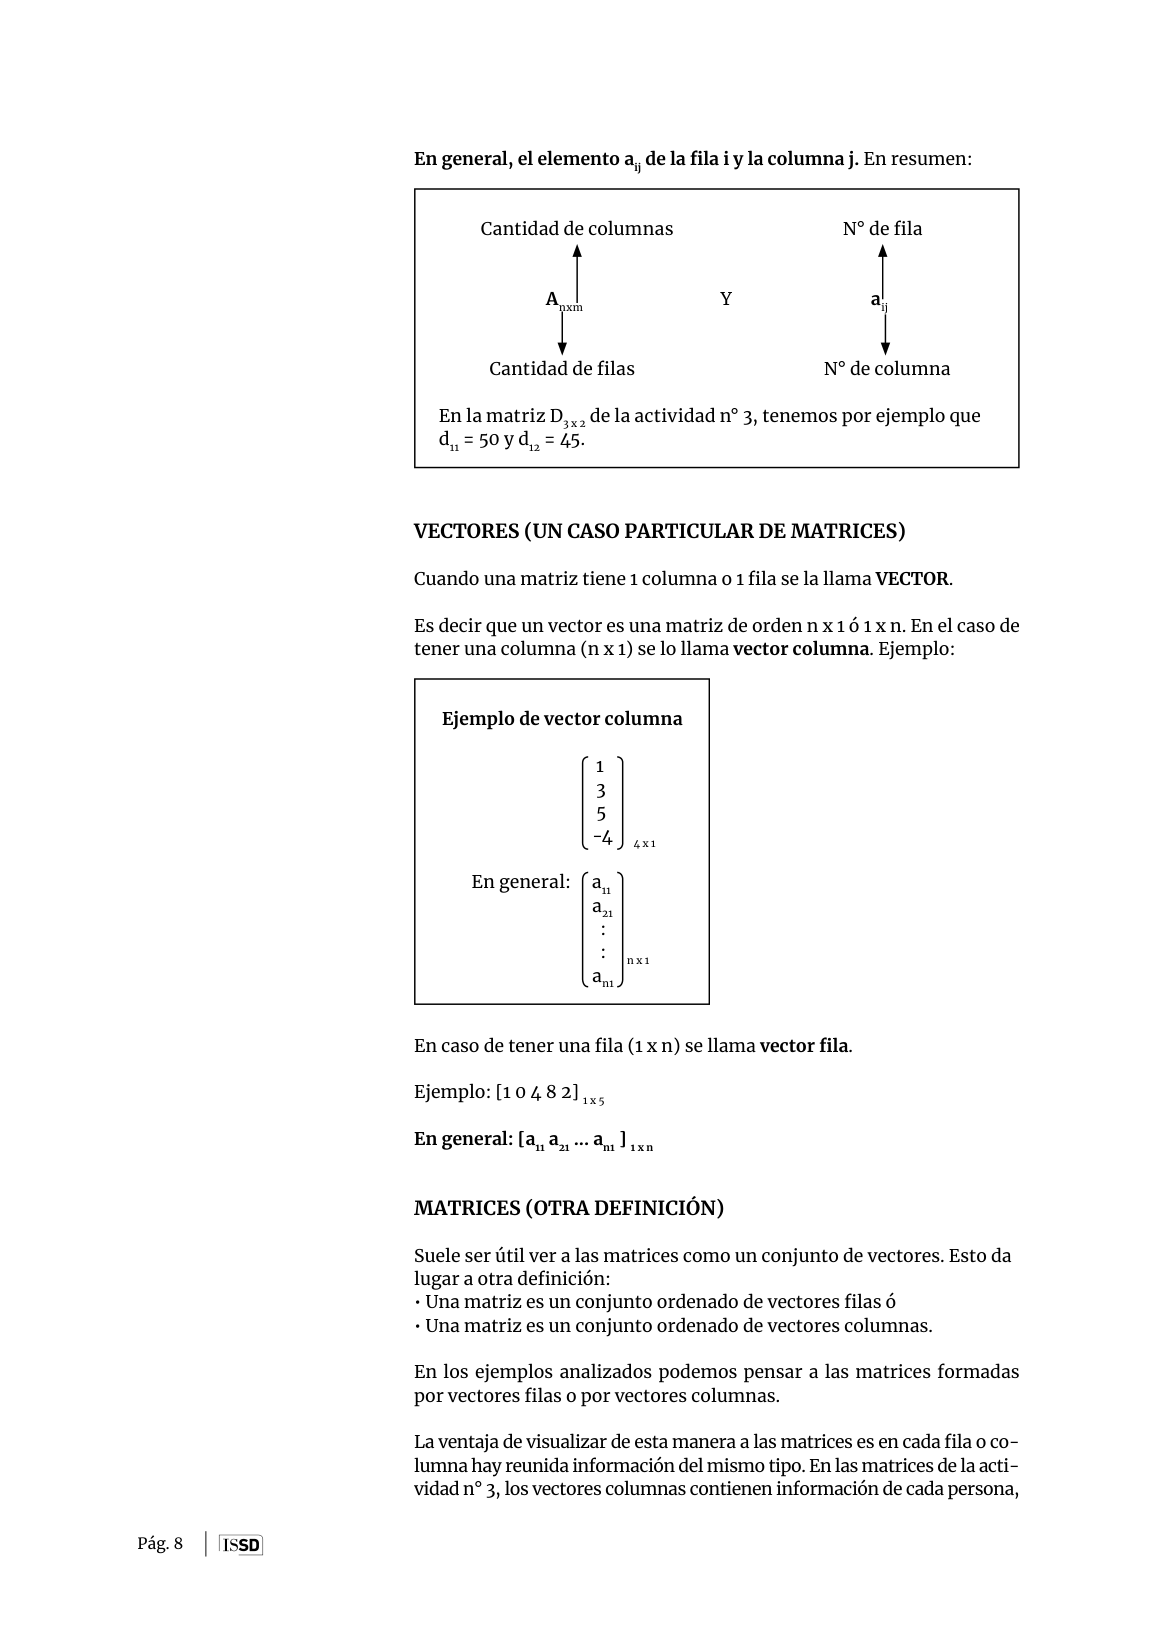 En general, el elemento aij de la fila i y la columna j. En resumen:
Cantidad de columnas N° de fila
Anxm Y aij
Cantidad de filas N° de columna
En la matriz D3 x 2 de la actividad n° 3, tenemos por ejemplo que
d11 = 50 y d12 = 45.
VECTORES (UN CASO PARTICULAR DE MATRICES)
Cuando una matriz tiene 1 columna o 1 fila se la llama VECTOR.
Es decir que un vector es una matriz de orden n x 1 ó 1 x n. En el caso de
tener una columna (n x 1) se lo llama vector columna. Ejemplo:
Ejemplo de vector columna
1
3
5
-4 4 x 1
En general: a11
a21
:
:
n x 1
an1
En caso de tener una fila (1 x n) se llama vector fila.
Ejemplo: [1 0 4 8 2] 1 x 5
En general: [a11 a21 ... an1 ] 1 x n
MATRICES (OTRA DEFINICIÓN)
Suele ser útil ver a las matrices como un conjunto de vectores. Esto da
lugar a otra definición:
• Una matriz es un conjunto ordenado de vectores filas ó
• Una matriz es un conjunto ordenado de vectores columnas.
En los ejemplos analizados podemos pensar a las matrices formadas
por vectores filas o por vectores columnas.
La ventaja de visualizar de esta manera a las matrices es en cada fila o co-
lumna hay reunida información del mismo tipo. En las matrices de la acti-
vidad n° 3, los vectores columnas contienen información de cada persona,
Pág. 8 ISSD